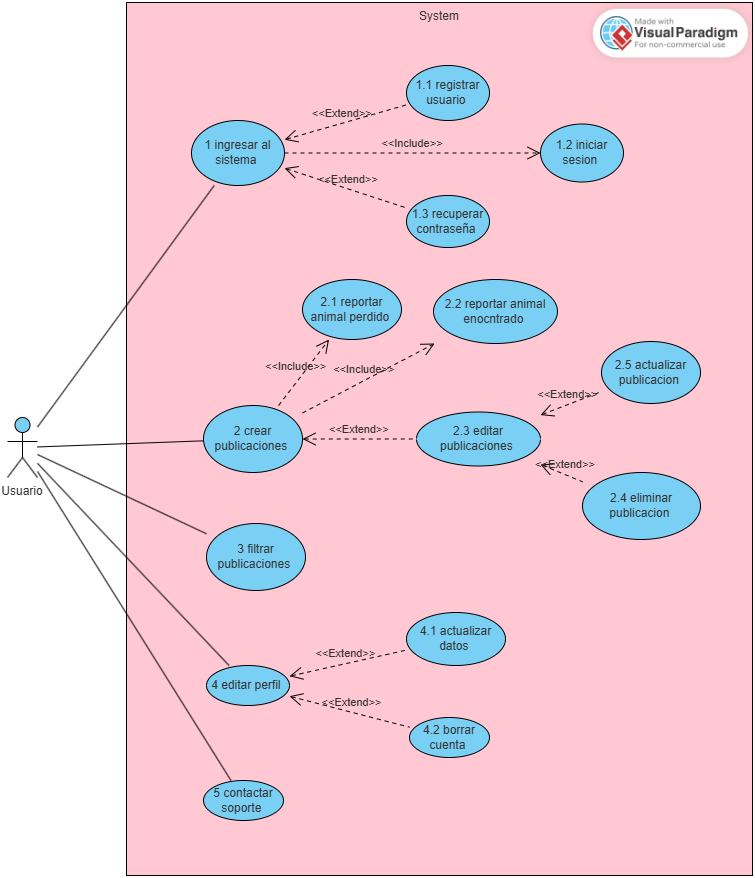 System
Made with
Visual Paradigm
For non-commercial use
1.1 registrar
usuario
<<Extend>>
1 ingresar al
sistema
<<Include>>
1.2 iniciar
sesion
<<Extend>>
1.3 recuperar
contraseña
2.1 reportar
animal perdido
2.2 reportar animal
enocntrado
<<Include>>
<<Include>>
2.5 actualizar
publicacion
<<Extend>>
2 crear
publicaciones
<<Extend>>
2.3 editar
publicaciones
<<Extend>>
2.4 eliminar
publicacion
Usuario
3 filtrar
publicaciones
4.1 actualizar
datos
<<Extend>>
4 editar perfil
<<Extend>>
4.2 borrar
cuenta
5 contactar
soporte